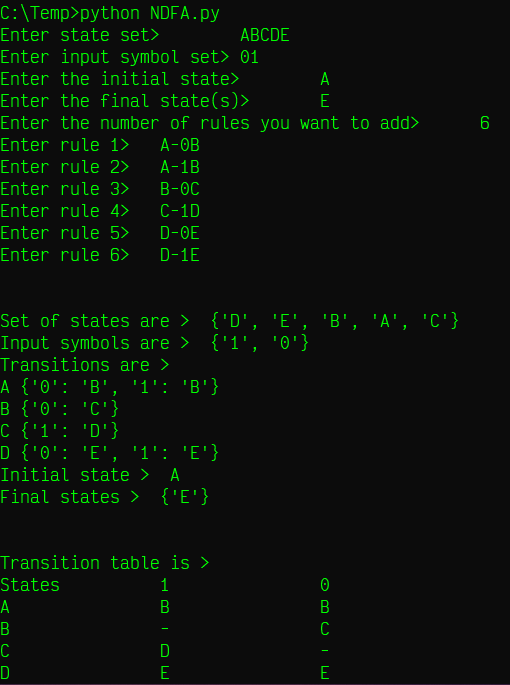 C:\Temp>python NDFA.py
Enter state set>        ABCDE
Enter input symbol set> 01
Enter the initial state>        A
Enter the final state(s)>       E
Enter the number of rules you want to add>      6
Enter rule 1>   A-0B
Enter rule 2>   A-1B
Enter rule 3>   B-0C
Enter rule 4>   C-1D
Enter rule 5>   D-0E
Enter rule 6>   D-1E
Set of states are >  {'D', 'E', 'B', 'A', 'C'}
Input symbols are >  {'1', '0'}
Transitions are >
A {'0': 'B', '1': 'B'}
B {'0': 'C'}
C {'1': 'D'}
D {'0': 'E', '1': 'E'}
Initial state >  A
Final states >  {'E'}
Transition table is >
States          1               0
A               B               B
B               -               C
C               D               -
D               E               E